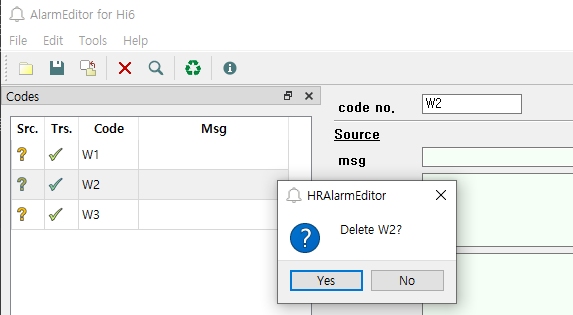 AlarmEditor for Hi6
File Edit Tools Help
Codes
code no. W2
Src. Trs. Code Msg
Source
W1
msg
W2
W3
HRAlarmEditor
Delete W2?
Yes No